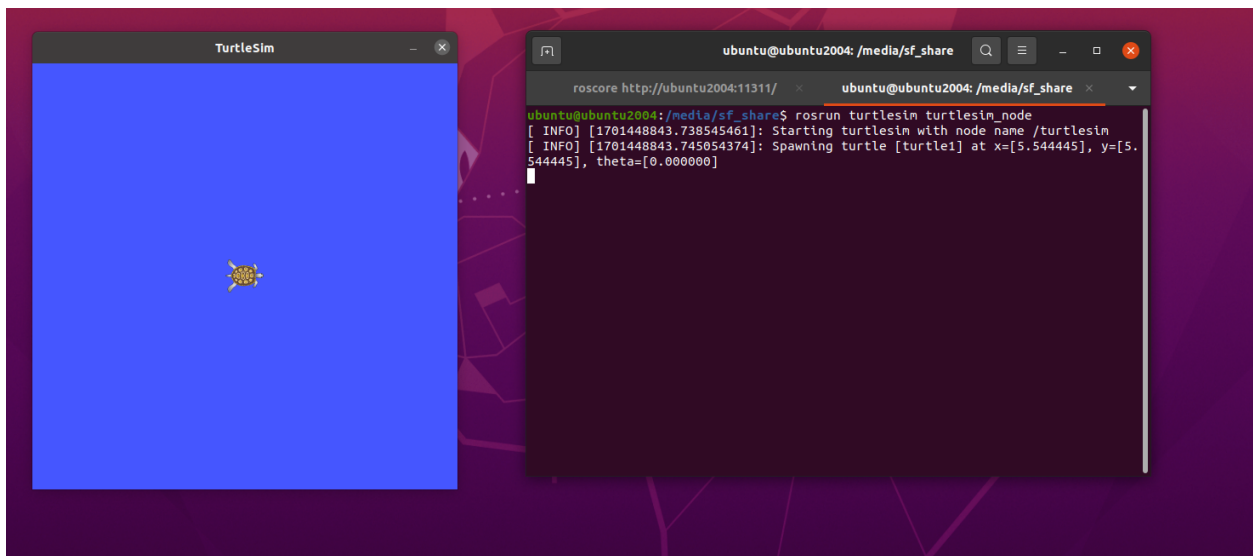 TurtleSim
ubuntu@ubuntu2004: /media/sf_share
roscore http://ubuntu2004:11311/
ubuntu@ubuntu2004: /media/sf_share
ubuntu@ubuntu2004:/media/sf_share$ rosrun turtlesim turtlesim_node
[ INFO] [1701448843.738545461]: Starting turtlesim with node name /turtlesim
[ INFO] [1701448843.745054374]: Spawning turtle [turtle1] at x=[5.544445], y=[5.
544445], theta=[0.000000]